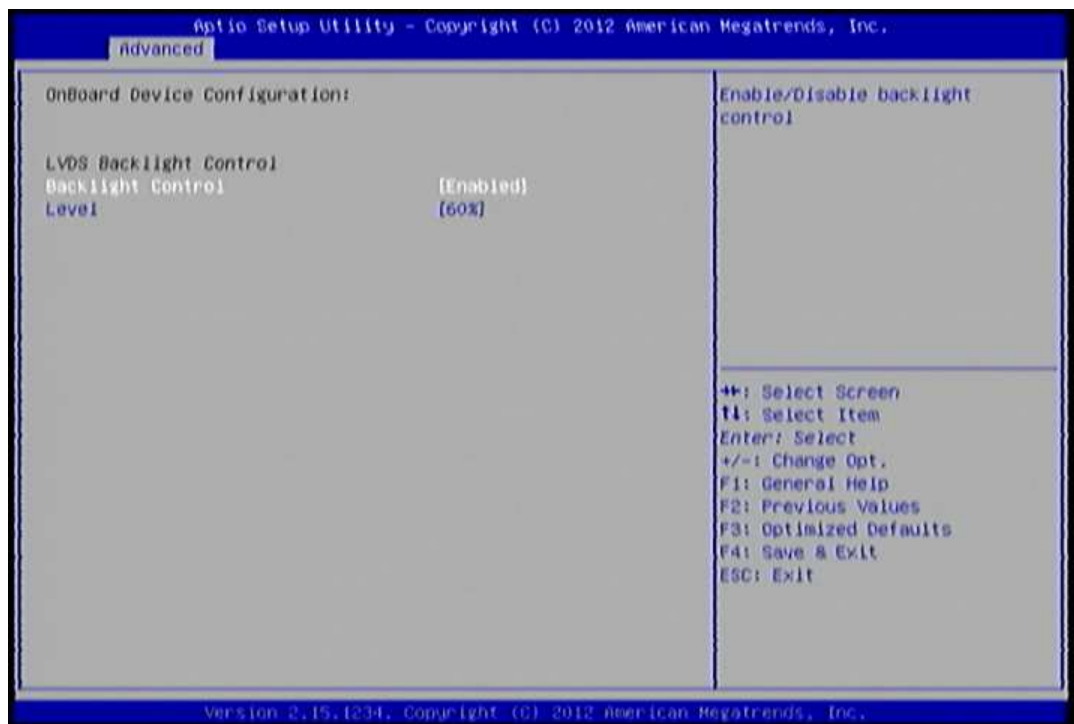 Aptio Setup Utility - Copyright (C) 2012 American Megatrends, Inc.
Advanced
OnBoard Device Configuration:
LVDS Backlight Control
Backlight Control [Enabled]
Level [60%]
Enable/Disable backlight
control
→←: Select Screen
↑↓: Select Item
Enter: Select
+/-: Change Opt.
F1: General Help
F2: Previous Values
F3: Optimized Defaults
F4: Save & Exit
ESC: Exit
Version 2.15.1234. Copyright (C) 2012 American Megatrends, Inc.